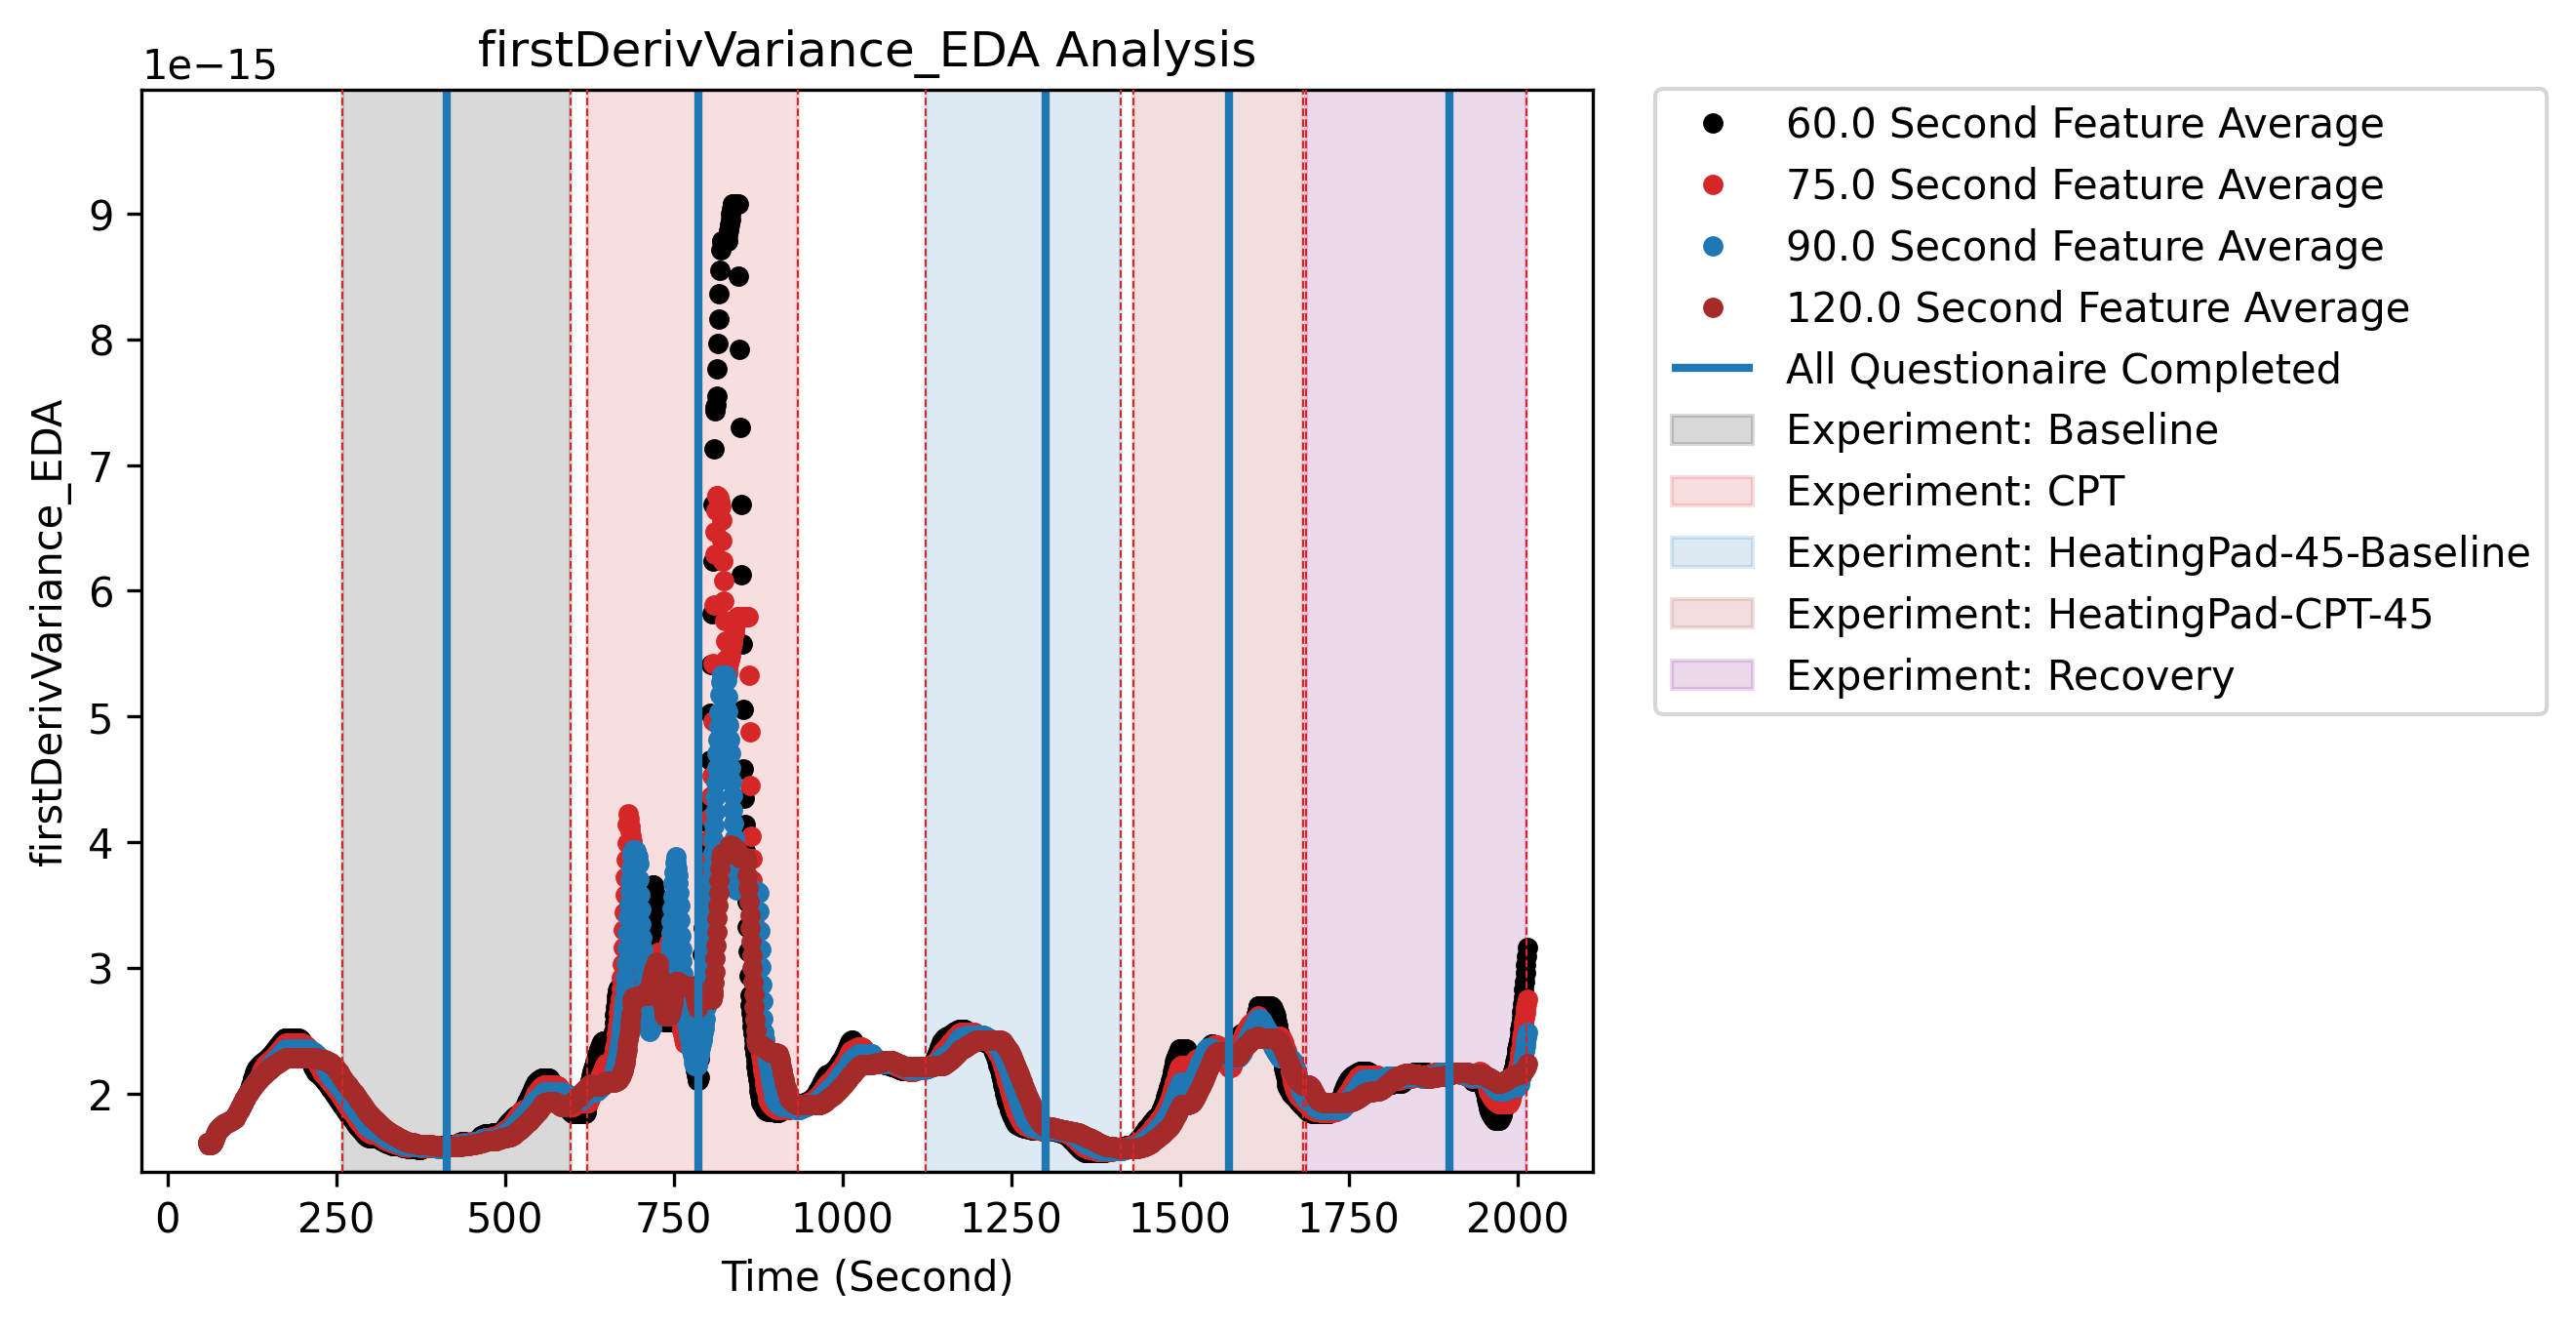 firstDerivVariance_EDA Analysis
1e−15
9
8
7
6
5
4
3
2
firstDerivVariance_EDA
0 250 500 750 1000 1250 1500 1750 2000
Time (Second)
60.0 Second Feature Average
75.0 Second Feature Average
90.0 Second Feature Average
120.0 Second Feature Average
All Questionaire Completed
Experiment: Baseline
Experiment: CPT
Experiment: HeatingPad-45-Baseline
Experiment: HeatingPad-CPT-45
Experiment: Recovery